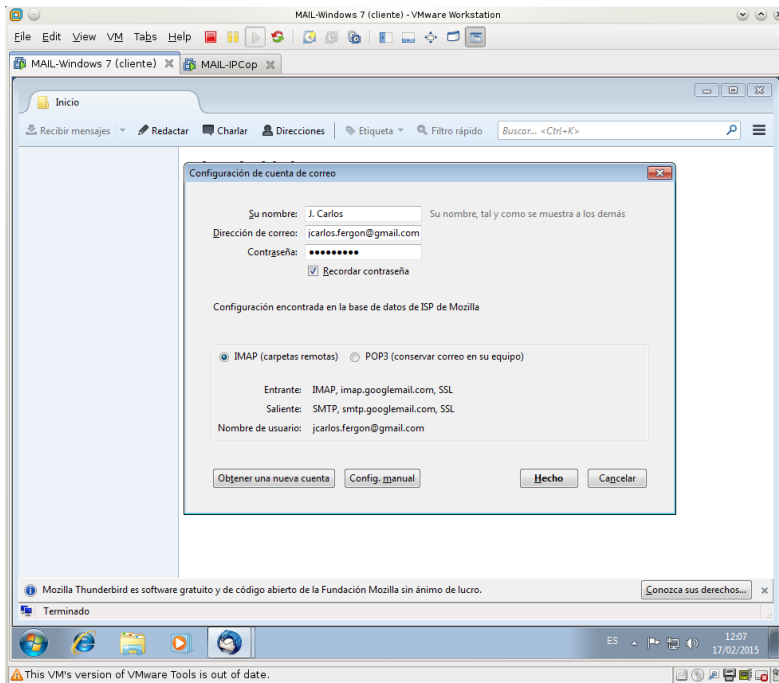 MAIL-Windows 7 (cliente) - VMware Workstation
File Edit View VM Tabs Help
MAIL-Windows 7 (cliente) MAIL-IPCop
Inicio
Recibir mensajes Redactar Charlar Direcciones Etiqueta Filtro rápido Buscar... <Ctrl+K>
Configuración de cuenta de correo
Su nombre: J. Carlos Su nombre, tal y como se muestra a los demás
Dirección de correo: jcarlos.fergon@gmail.com
Contraseña: •••••••••
Recordar contraseña
Configuración encontrada en la base de datos de ISP de Mozilla
IMAP (carpetas remotas) POP3 (conservar correo en su equipo)
Entrante: IMAP, imap.googlemail.com, SSL
Saliente: SMTP, smtp.googlemail.com, SSL
Nombre de usuario: jcarlos.fergon@gmail.com
Obtener una nueva cuenta Config. manual Hecho Cancelar
Mozilla Thunderbird es software gratuito y de código abierto de la Fundación Mozilla sin ánimo de lucro. Conozca sus derechos...
Terminado
ES 12:07
17/02/2015
This VM's version of VMware Tools is out of date.